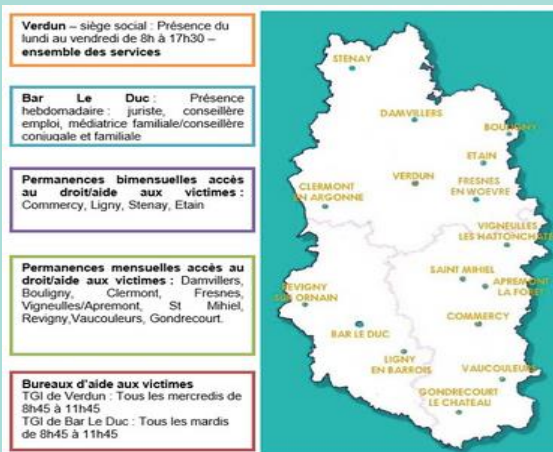 Verdun – siège social : Présence du
lundi au vendredi de 8h à 17h30 –
ensemble des services
Bar Le Duc : Présence
hebdomadaire : juriste, conseillère
emploi, médiatrice familiale/conseillère
conjugale et familiale
Permanences bimensuelles accès
au droit/aide aux victimes :
Commercy, Ligny, Stenay, Etain
Permanences mensuelles accès au
droit/aide aux victimes : Damvillers,
Bouligny, Clermont, Fresnes,
Vigneulles/Apremont, St Mihiel,
Revigny,Vaucouleurs, Gondrecourt.
Bureaux d'aide aux victimes
TGI de Verdun : Tous les mercredis de
8h45 à 11h45
TGI de Bar Le Duc : Tous les mardis
de 8h45 à 11h45
STENAY
DAMVILLERS
BOULIGNY
ETAIN
VERDUN
FRESNES
EN WOEVRE
CLERMONT
EN ARGONNE
VIGNEULLES
LES HATTONCHATE
SAINT MIHIEL
APREMONT
LA FORET
REVIGNY
SUR ORNAIN
COMMERCY
BAR LE DUC
LIGNY
EN BARROIS
VAUCOULEURS
GONDRECOURT
LE CHATEAU